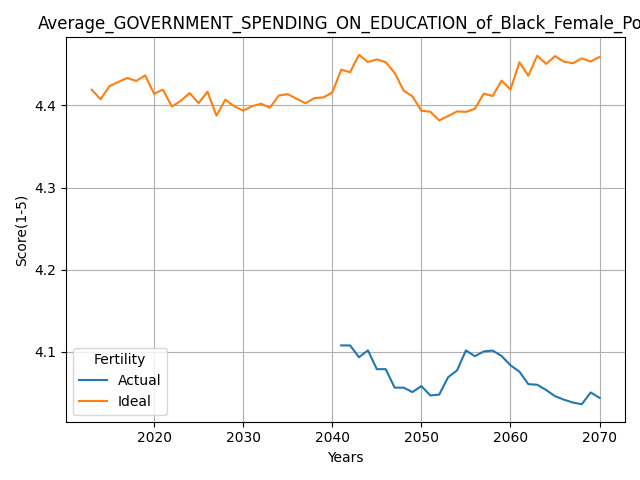 Average_GOVERNMENT_SPENDING_ON_EDUCATION_of_Black_Female_Po
Score(1-5)
4.4
4.3
4.2
4.1
Fertility
Actual
Ideal
2020 2030 2040 2050 2060 2070
Years